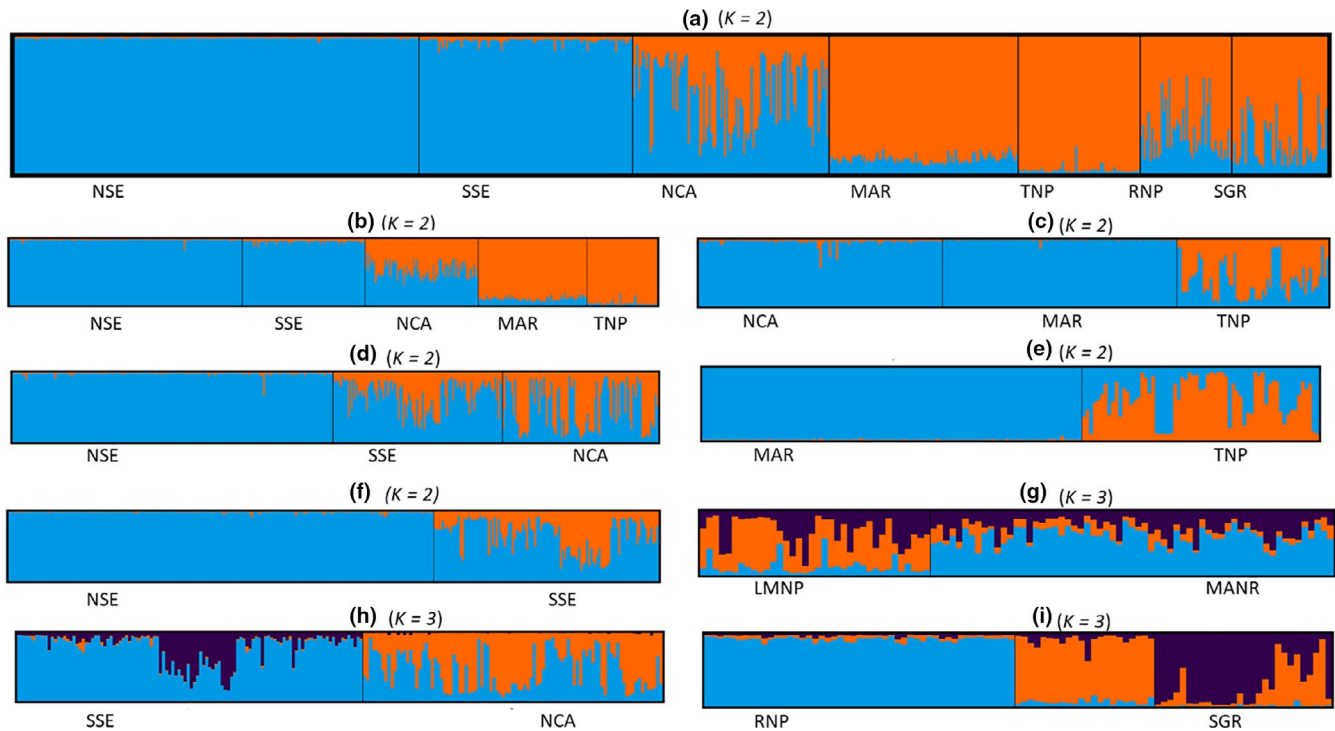 (a) (K = 2)
NSE SSE NCA MAR TNP RNP SGR
(b) (K = 2)
NSE SSE NCA MAR TNP
(c) (K = 2)
NCA MAR TNP
(d) (K = 2)
NSE SSE NCA
(e) (K = 2)
MAR TNP
(f) (K = 2)
NSE SSE
(g) (K = 3)
LMNP MANR
(h) (K = 3)
SSE NCA
(i) (K = 3)
RNP SGR